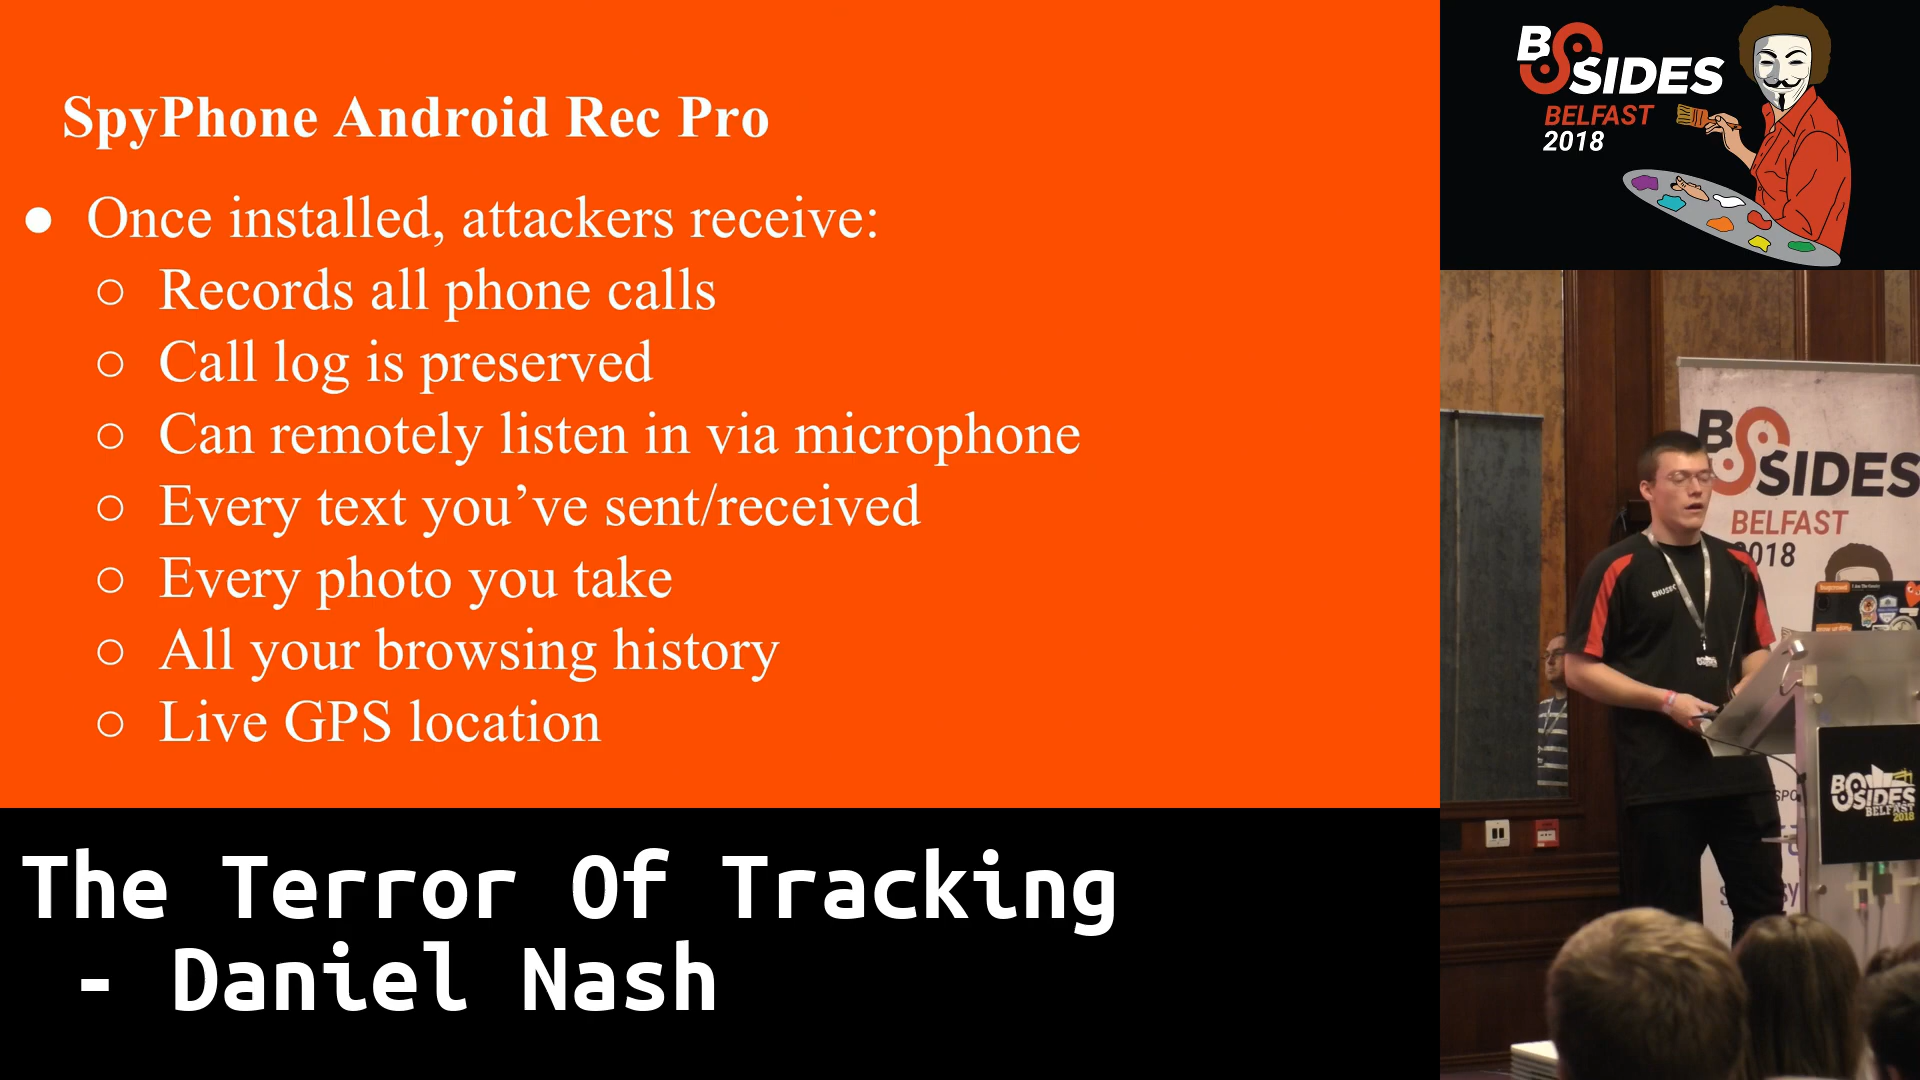 SpyPhone Android Rec Pro
● Once installed, attackers receive:
○ Records all phone calls
○ Call log is preserved
○ Can remotely listen in via microphone
○ Every text you’ve sent/received
○ Every photo you take
○ All your browsing history
○ Live GPS location
The Terror Of Tracking
- Daniel Nash
BSIDES
BELFAST
2018
BSIDES
BELFAST
2018
BSIDES
BELFAST
2018